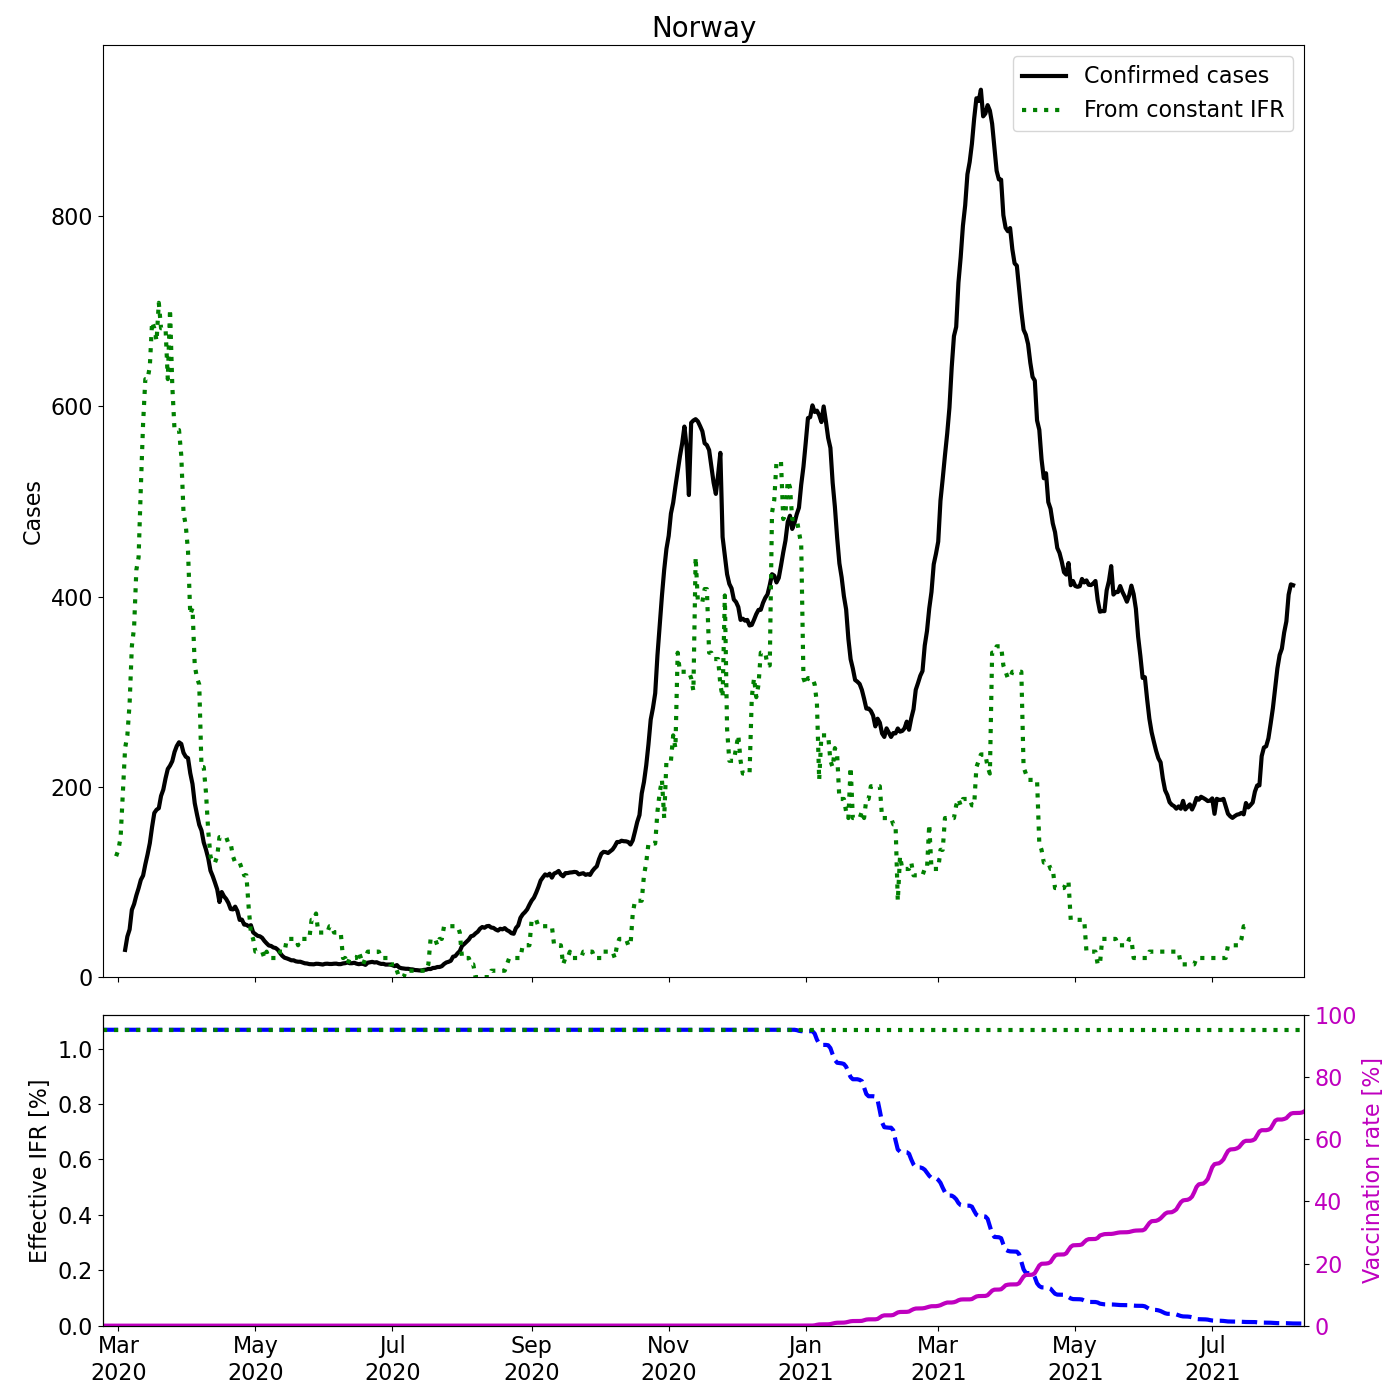 Norway
Confirmed cases
From constant IFR
Cases
800
600
400
200
0
Effective IFR [%]
1.0
0.8
0.6
0.4
0.2
0.0
100
80
60
40
20
0
Vaccination rate [%]
Mar May Jul Sep Nov Jan Mar May Jul
2020 2020 2020 2020 2020 2021 2021 2021 2021